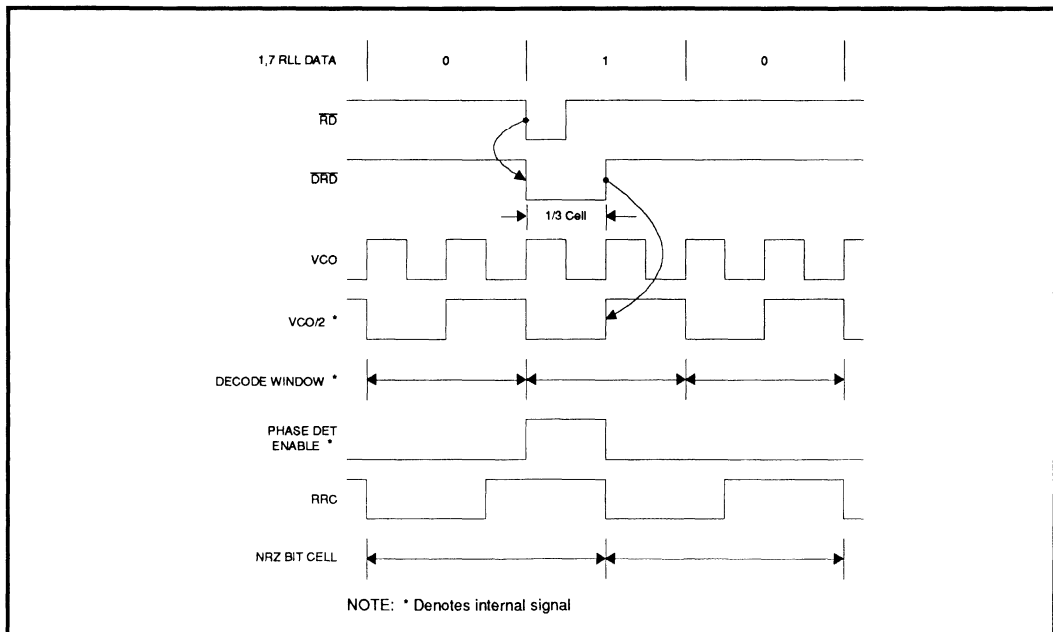 1,7 RLL DATA 0 1 0
RD
DRD
1/3 Cell
VCO
VCO/2 *
DECODE WINDOW *
PHASE DET
ENABLE *
RRC
NRZ BIT CELL
NOTE: * Denotes internal signal